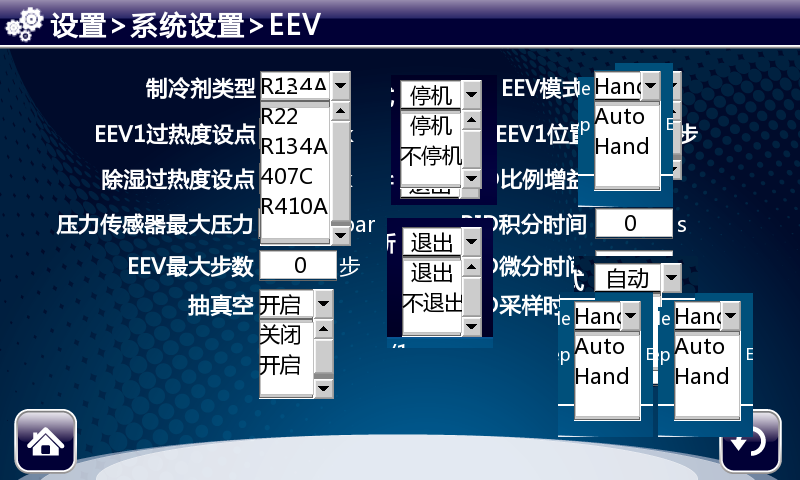 设置>系统设置>EEV
制冷剂类型 R134A
R22
R134A
407C
R410A
停机
停机
不停机
退出
EEV模式 Hand
Auto
Hand
EEV1过热度设点
EEV1位置 步
除湿过热度设点
比例增益
压力传感器最大压力 bar
PID积分时间 0 s
退出
退出
不退出
EEV最大步数 0 步
微分时间
自动
抽真空 开启
关闭
开启
采样时
Hand
Auto
Hand
Hand
Auto
Hand